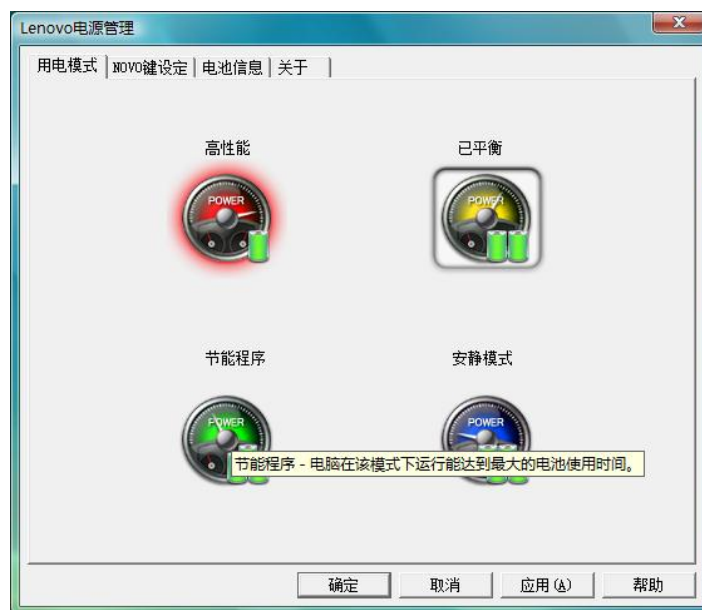 Lenovo电源管理
用电模式 NOVO键设定 电池信息 关于
高性能 已平衡
POWER POWER
节能程序 安静模式
POWER POWER
节能程序 - 电脑在该模式下运行能达到最大的电池使用时间。
确定 取消 应用(A) 帮助